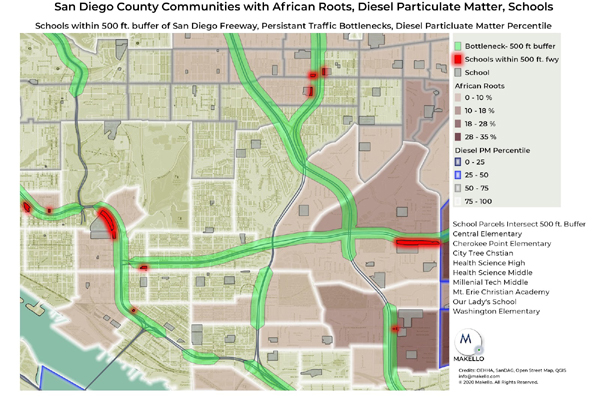 San Diego County Communities with African Roots, Diesel Particulate Matter, Schools
Schools within 500 ft. buffer of San Diego Freeway, Persistant Traffic Bottlenecks, Diesel Particluate Matter Percentile
Bottleneck- 500 ft buffer
Schools within 500 ft. fwy
School
African Roots
0 - 10 %
10 - 18 %
18 - 28 %
28 - 35 %
Diesel PM Percentile
0 - 25
25 - 50
50 - 75
75 - 100
School Parcels Intersect 500 ft. Buffer
Central Elementary
Cherokee Point Elementary
City Tree Chstian
Health Science High
Health Science Middle
Millenial Tech Middle
Mt. Erie Christian Academy
Our Lady's School
Washington Elementary
MAKELLO
Credits: OEHHA, SanDAG, Open Street Map, QGIS
info@makello.com
© 2020 Makello. All Rights Reserved.